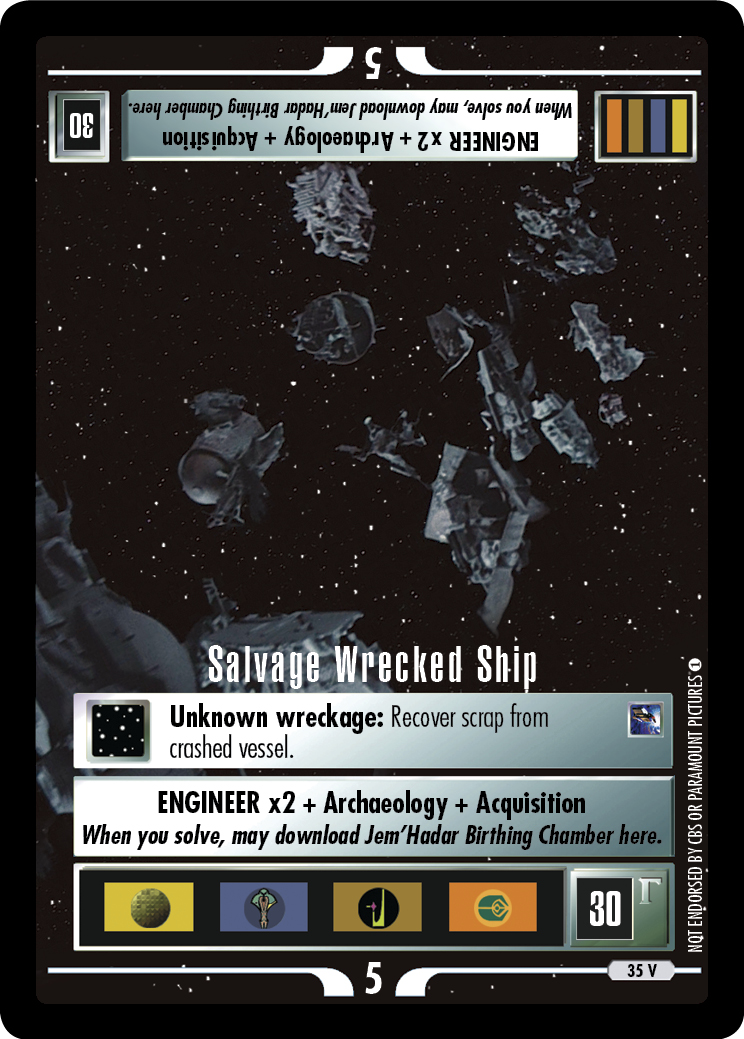 5
30
ENGINEER x2 + Archaeology + Acquisition
When you solve, may download Jem'Hadar Birthing Chamber here.
Salvage Wrecked Ship
Unknown wreckage: Recover scrap from
crashed vessel.
ENGINEER x2 + Archaeology + Acquisition
When you solve, may download Jem'Hadar Birthing Chamber here.
30 Γ
35 V
5
NOT ENDORSED BY CBS OR PARAMOUNT PICTURES 1